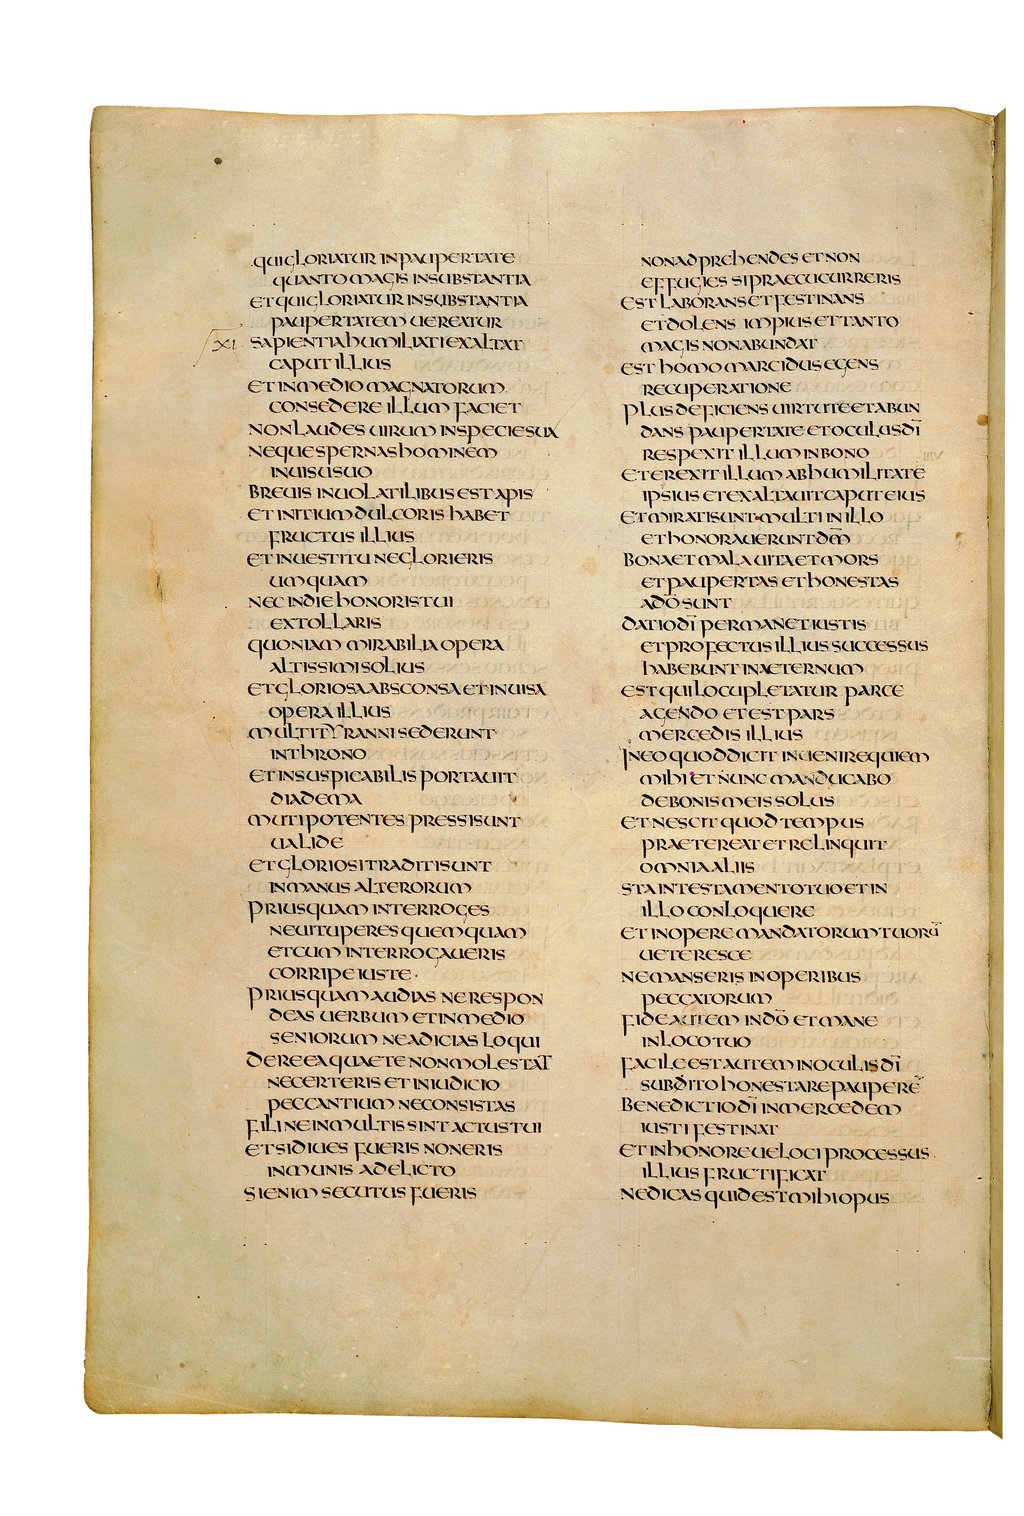 qui gloriatur in paupertate
quanto magis in substantia
et qui gloriatur in substantia
paupertatem uereatur
XI. sapientia humiliati exaltat
caput illius
et in medio magnatorum
consedere illum faciet
non laudes uirum in specie sua
neque spernas hominem
in uisu suo
breuis in uolatilibus est apis
et initium dulcoris habet
fructus illius
et in uestitu ne glorieris
umquam
nec in die honoris tui
extollaris
quoniam mirabilia opera
altissimi solius
et gloriosa absconsa et inuisa
opera illius
multi tyranni sederunt
in throno
et insuspicabilis portauit
diadema
muti potentes pressi sunt
ualide
et gloriosi traditi sunt
in manus alterorum
priusquam interroges
ne uituperes quemquam
et cum interrogaueris
corripe iuste·
priusquam audias ne respon
deas uerbum et in medio
seniorum ne adicias loqui
de re ea quae te non molestat
ne certeris et in iudicio
peccantium ne consistas
fili ne in multis sint actus tui
et si diues fueris non eris
inmunis a delicto
si enim secutus fueris
non adprehendes et non
effugies si praecucurreris
est laborans et festinans
et dolens impius et tanto
magis non abundat
est homo marcidus egens
recuperatione
plus deficiens uirtute et abun
dans paupertate et oculus dī
respexit illum in bono
et erexit illum ab humilitate
ipsius et exaltauit caput eius
et mirati sunt multi in illo
et honorauerunt dm̄
bona et mala uita et mors
et paupertas et honestas
a dō sunt
datio dī permanet iustis
et profectus illius successus
habebunt in aeternum
est qui locupletatur parce
agendo et est pars
mercedis illius
in eo quod dicit inueni requiem
mihi et nunc manducabo
de bonis meis solus
et nescit quod tempus
praetereat et relinquit
omnia aliis
sta in testamento tuo et in
illo conloquere
et in opere mandatorum tuorū
ueteresce
ne manseris in operibus
peccatorum
fide autem in dō et mane
in loco tuo
facile est autem in oculis dī
subito honestare pauperē
benedictio dī in mercedem
iusti festinat
et in honore ueloci processus
illius fructificat
ne dicas quid est mihi opus